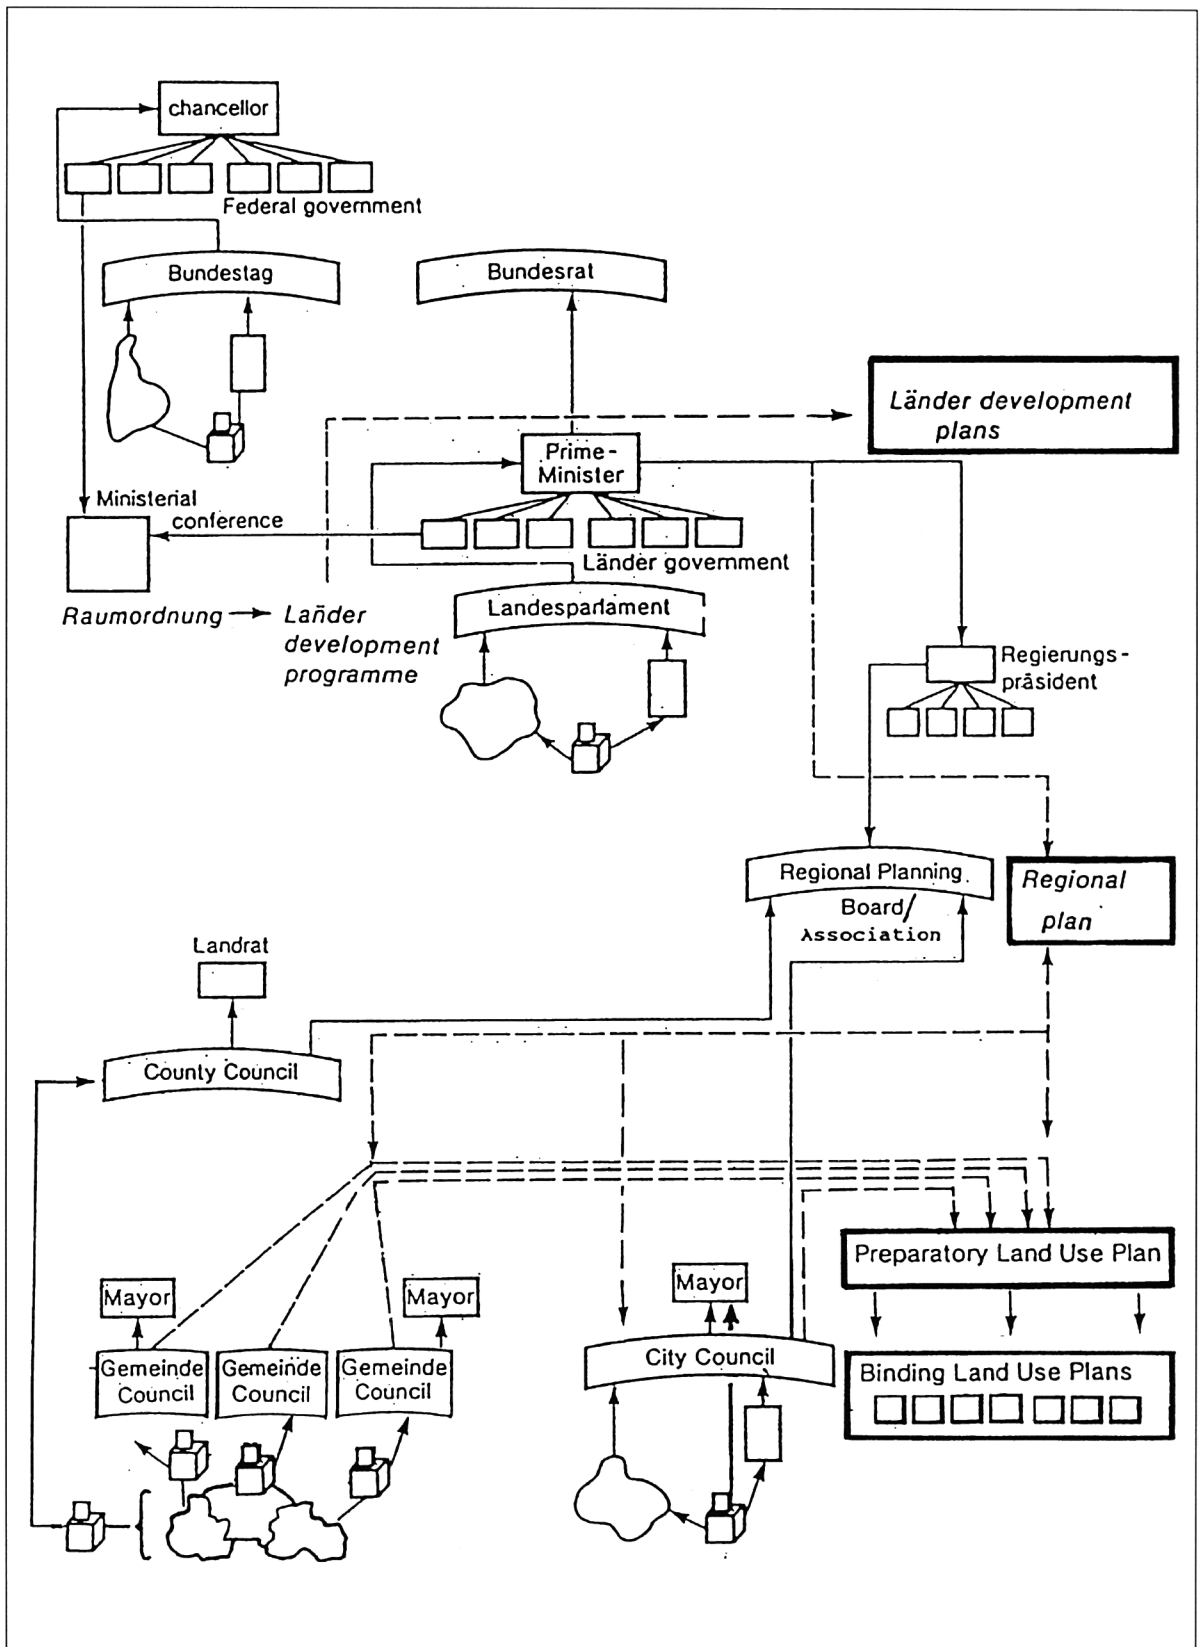 chancellor
Federal government
Bundestag
Bundesrat
Länder development
plans
Prime-
Minister
Ministerial
conference
Länder government
Raumordnung
Länder
development
programme
Landesparlament
Regierungs-
präsident
Regional Planning
Board/
Association
Regional
plan
Landrat
County Council
Preparatory Land Use Plan
Mayor
Mayor
Mayor
Gemeinde
Council
Gemeinde
Council
Gemeinde
Council
City Council
Binding Land Use Plans